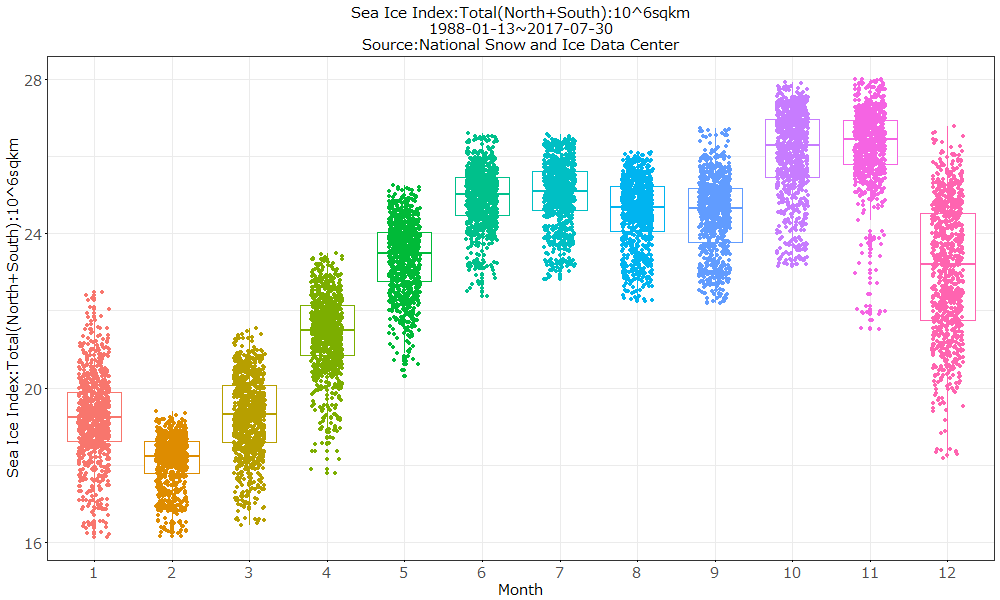 Sea Ice Index:Total(North+South):10^6sqkm
1988-01-13~2017-07-30
Source:National Snow and Ice Data Center
Sea Ice Index:Total(North+South):10^6sqkm
28
24
20
16
1 2 3 4 5 6 7 8 9 10 11 12
Month